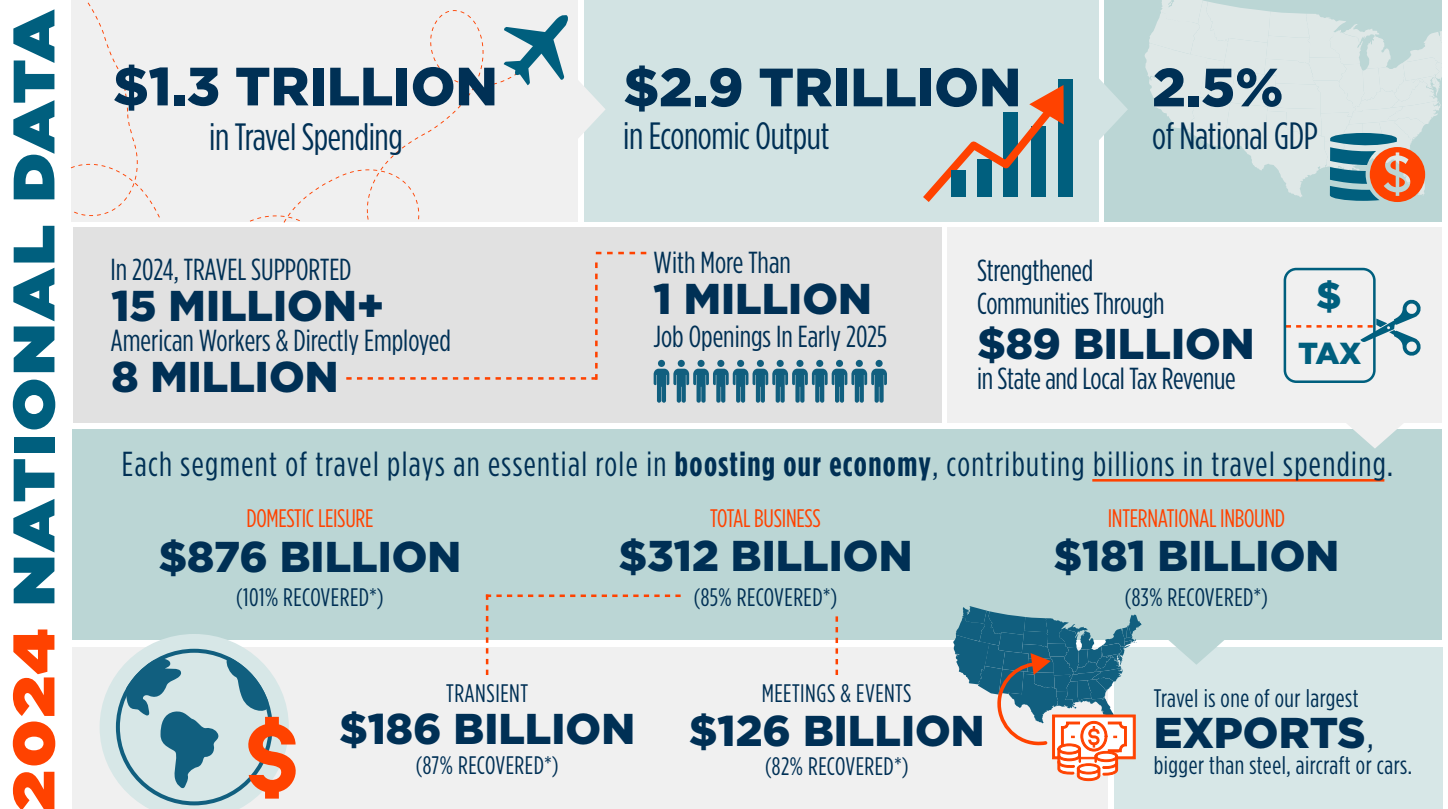 2024 NATIONAL DATA
$1.3 TRILLION
in Travel Spending
$2.9 TRILLION
in Economic Output
2.5%
of National GDP
$
In 2024, TRAVEL SUPPORTED
15 MILLION+
American Workers & Directly Employed
8 MILLION
With More Than
1 MILLION
Job Openings In Early 2025
Strengthened
Communities Through
$89 BILLION
in State and Local Tax Revenue
$
TAX
Each segment of travel plays an essential role in boosting our economy, contributing billions in travel spending.
DOMESTIC LEISURE
$876 BILLION
(101% RECOVERED*)
TOTAL BUSINESS
$312 BILLION
(85% RECOVERED*)
INTERNATIONAL INBOUND
$181 BILLION
(83% RECOVERED*)
$
TRANSIENT
$186 BILLION
(87% RECOVERED*)
MEETINGS & EVENTS
$126 BILLION
(82% RECOVERED*)
$
Travel is one of our largest
EXPORTS,
bigger than steel, aircraft or cars.